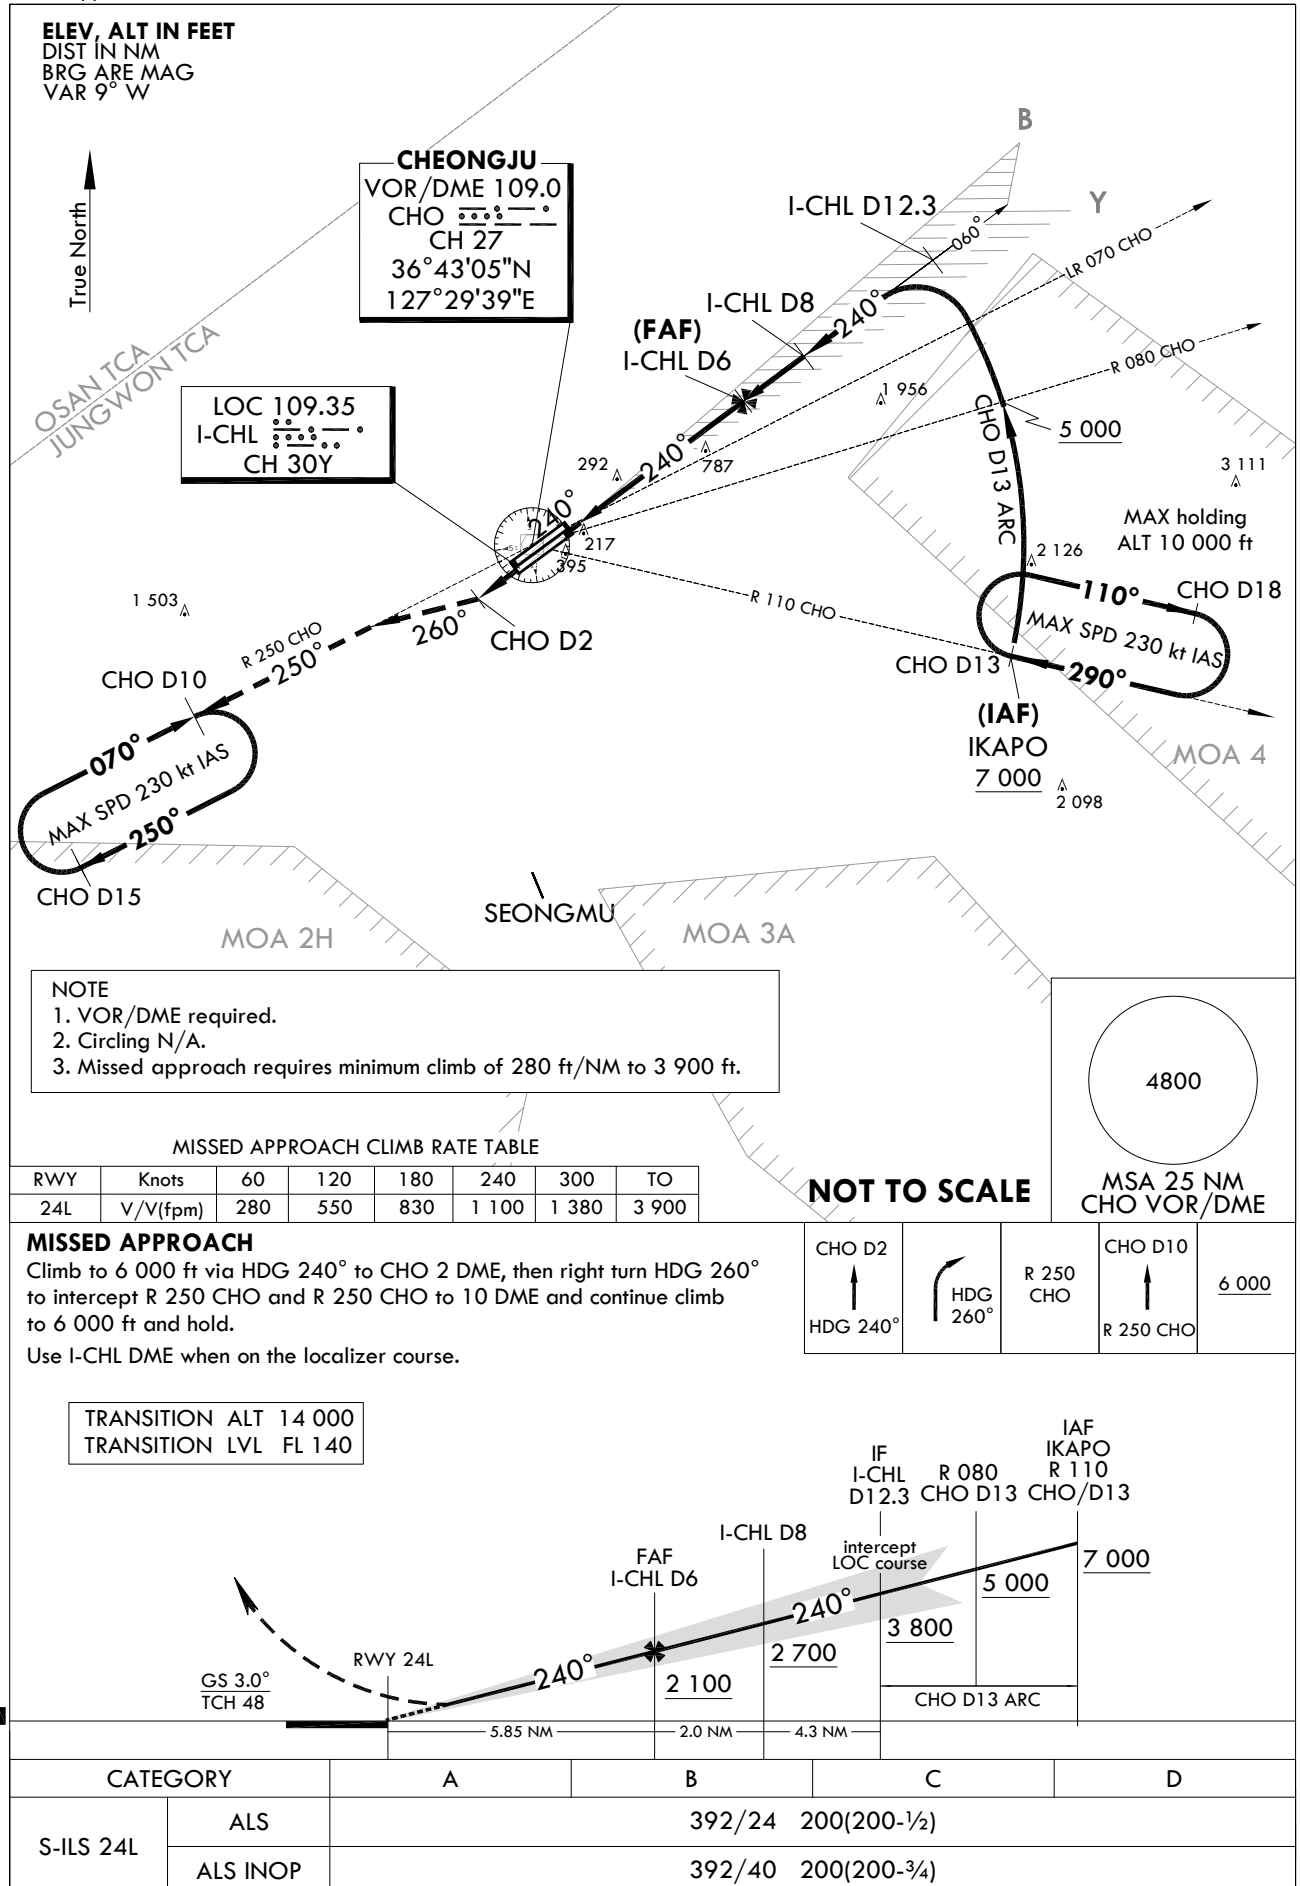 ELEV, ALT IN FEET
DIST IN NM
BRG ARE MAG
VAR 9° W
True North
OSAN TCA
JUNGWON TCA
CHEONGJU
VOR/DME 109.0
CHO
CH 27
36°43'05"N
127°29'39"E
LOC 109.35
I-CHL
CH 30Y
B
Y
I-CHL D12.3
060°
LR 070 CHO
I-CHL D8
240°
(FAF)
I-CHL D6
R 080 CHO
1 956
5 000
CHO D13 ARC
240°
787
292
240°
217
395
3 111
MAX holding
ALT 10 000 ft
2 126
110°
CHO D18
MAX SPD 230 kt IAS
290°
R 110 CHO
CHO D13
(IAF)
IKAPO
7 000
2 098
MOA 4
1 503
260°
CHO D2
R 250 CHO
250°
CHO D10
070°
MAX SPD 230 kt IAS
250°
CHO D15
SEONGMU
MOA 2H
MOA 3A
NOTE
1. VOR/DME required.
2. Circling N/A.
3. Missed approach requires minimum climb of 280 ft/NM to 3 900 ft.
4800
MSA 25 NM
CHO VOR/DME
NOT TO SCALE
MISSED APPROACH CLIMB RATE TABLE
RWY Knots 60 120 180 240 300 TO
24L V/V(fpm) 280 550 830 1 100 1 380 3 900
MISSED APPROACH
Climb to 6 000 ft via HDG 240° to CHO 2 DME, then right turn HDG 260°
to intercept R 250 CHO and R 250 CHO to 10 DME and continue climb
to 6 000 ft and hold.
Use I-CHL DME when on the localizer course.
CHO D2
HDG 240°
HDG
260°
R 250
CHO
CHO D10
R 250 CHO
6 000
TRANSITION ALT 14 000
TRANSITION LVL FL 140
IAF
IKAPO
R 110
CHO/D13
IF
I-CHL
D12.3
R 080
CHO D13
I-CHL D8
FAF
I-CHL D6
intercept
LOC course
7 000
5 000
3 800
2 700
2 100
240°
240°
RWY 24L
GS 3.0°
TCH 48
CHO D13 ARC
5.85 NM 2.0 NM 4.3 NM
CATEGORY A B C D
S-ILS 24L
ALS 392/24 200(200-½)
ALS INOP 392/40 200(200-¾)